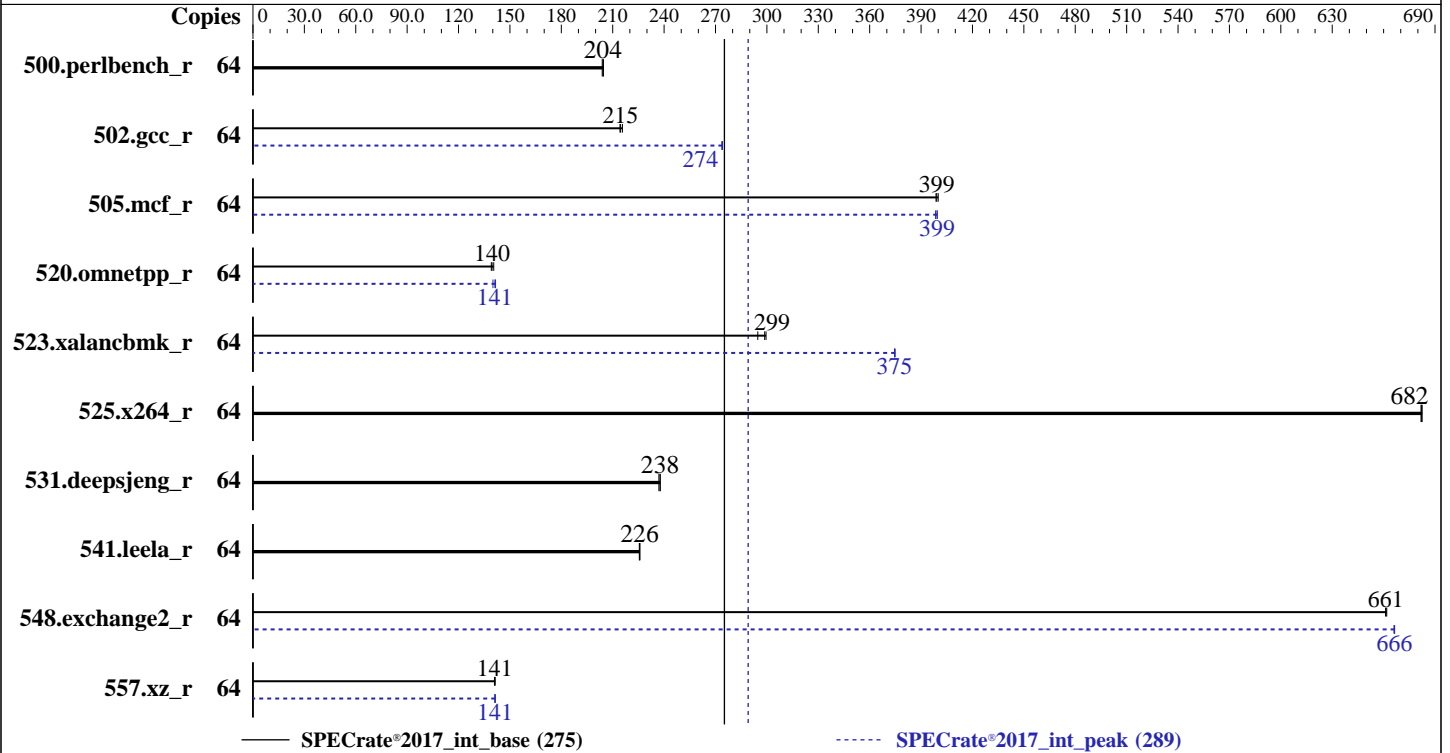 Copies 0 30.0 60.0 90.0 120 150 180 210 240 270 300 330 360 390 420 450 480 510 540 570 600 630 690
204
500.perlbench_r 64
215
502.gcc_r 64
274
399
505.mcf_r 64
399
140
520.omnetpp_r 64
141
299
523.xalancbmk_r 64
375
682
525.x264_r 64
238
531.deepsjeng_r 64
226
541.leela_r 64
661
548.exchange2_r 64
666
141
557.xz_r 64
141
SPECrate®2017_int_base (275) SPECrate®2017_int_peak (289)